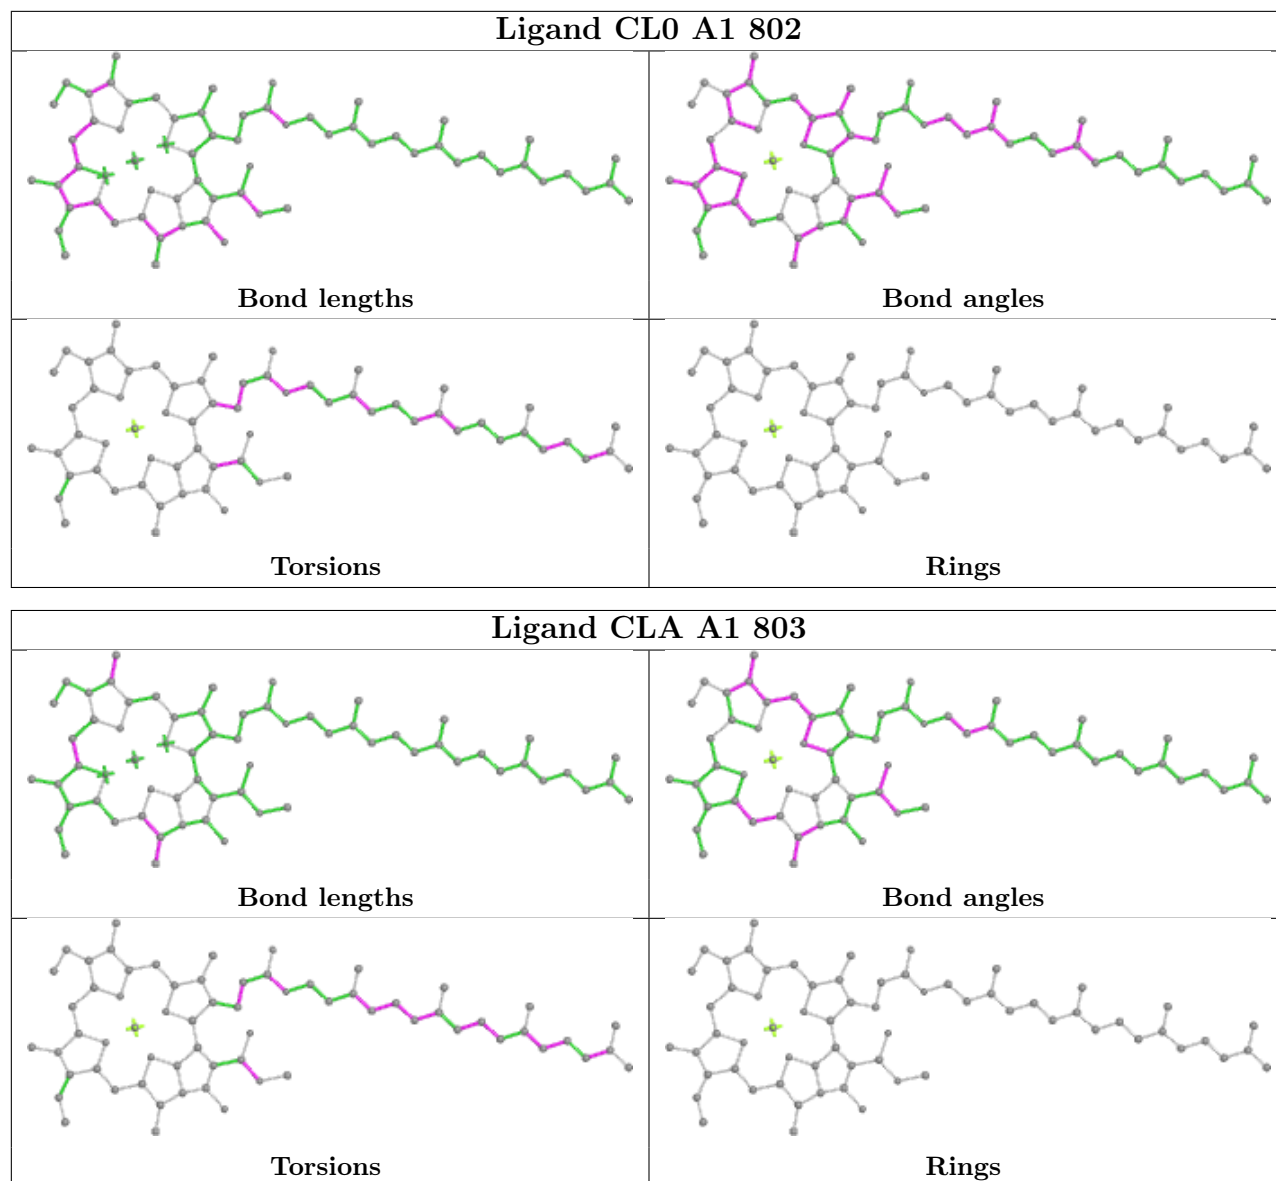 Ligand CL0 A1 802
Bond lengths
Bond angles
Torsions
Rings
Ligand CLA A1 803
Bond lengths
Bond angles
Torsions
Rings